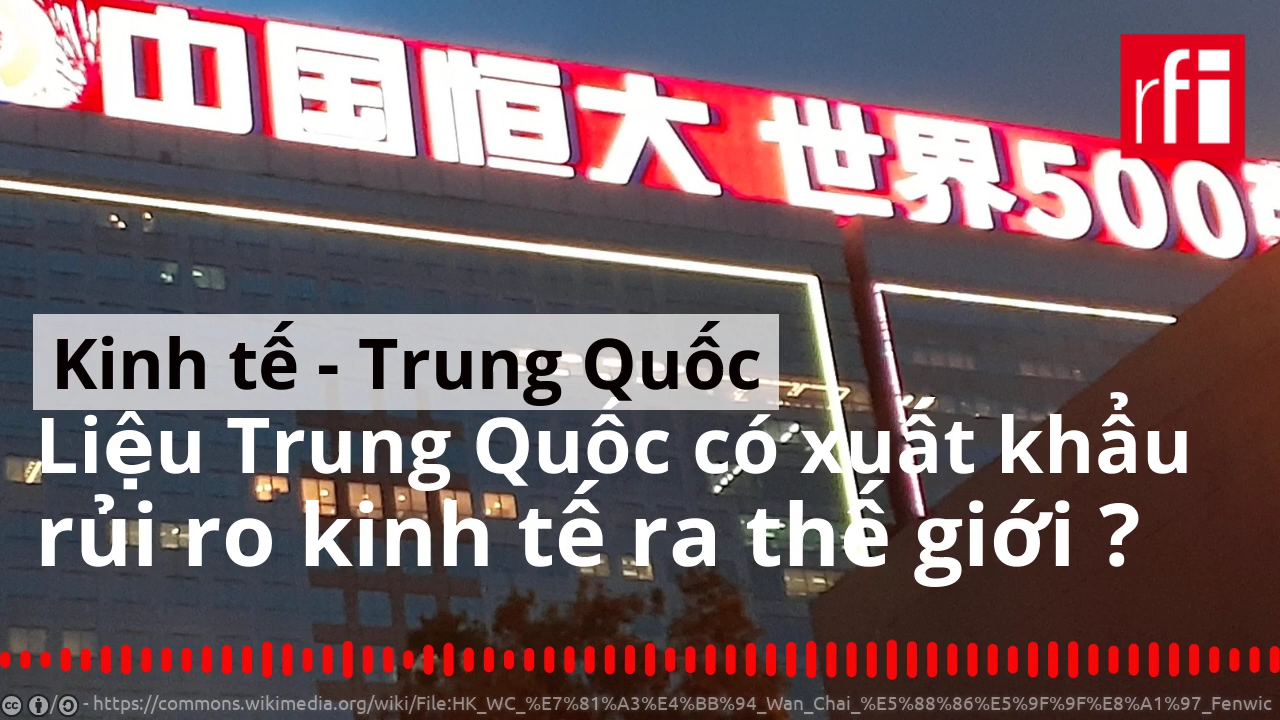 中国恒大 世界500
rfi
Kinh tế - Trung Quốc
Liệu Trung Quốc có xuất khẩu
rủi ro kinh tế ra thế giới ?
cc / - https://commons.wikimedia.org/wiki/File:HK_WC_%E7%81%A3%E4%BB%94_Wan_Chai_%E5%88%86%E5%9F%9F%E8%A1%97_Fenwic